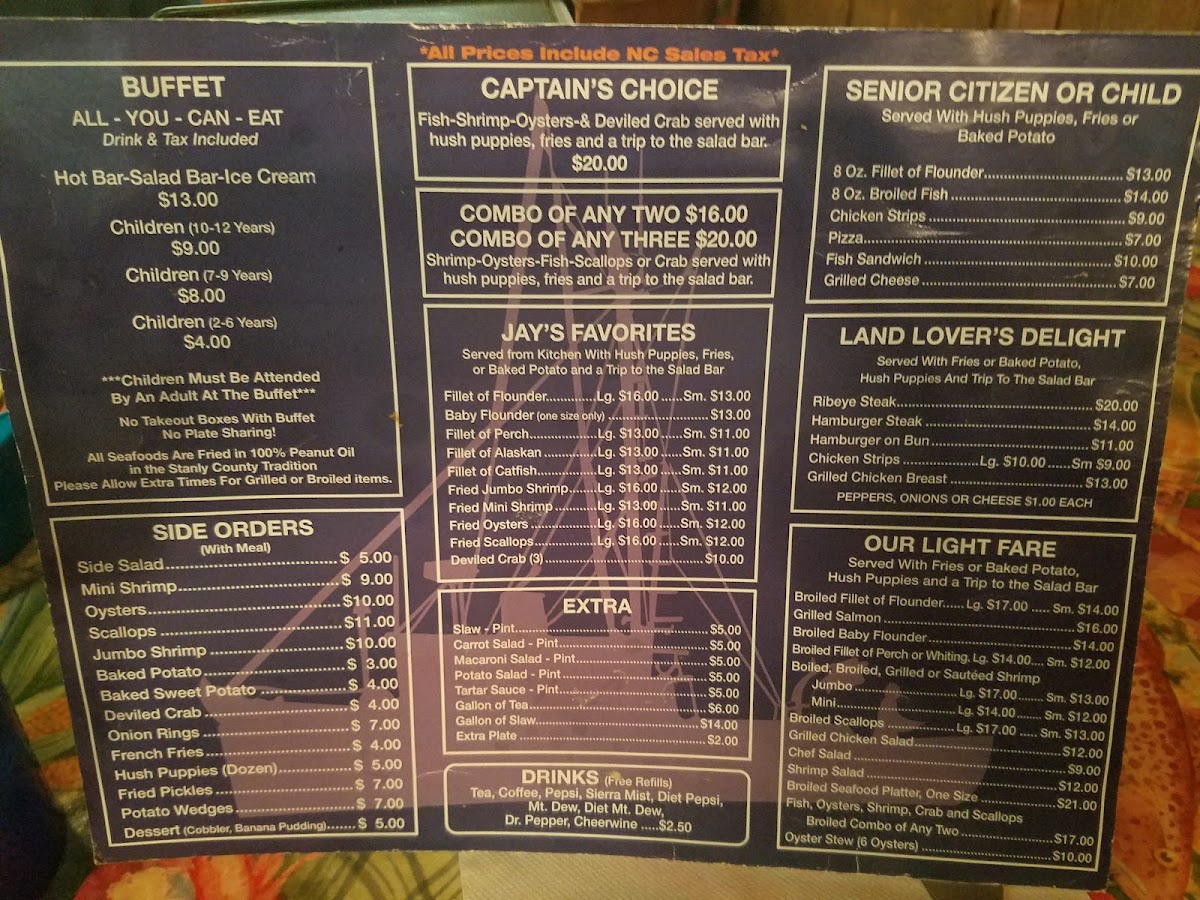 *All Prices Include NC Sales Tax*
BUFFET
ALL - YOU - CAN - EAT
Drink & Tax Included
Hot Bar-Salad Bar-Ice Cream
$13.00
Children (10-12 Years)
$9.00
Children (7-9 Years)
$8.00
Children (2-6 Years)
$4.00
***Children Must Be Attended
By An Adult At The Buffet***
No Takeout Boxes With Buffet
No Plate Sharing!
All Seafoods Are Fried in 100% Peanut Oil
in the Stanly County Tradition
Please Allow Extra Times For Grilled or Broiled items.
SIDE ORDERS
(With Meal)
Side Salad $ 5.00
Mini Shrimp $ 9.00
Oysters $10.00
Scallops $11.00
Jumbo Shrimp $10.00
Baked Potato $ 3.00
Baked Sweet Potato $ 4.00
Deviled Crab $ 4.00
Onion Rings $ 7.00
French Fries $ 4.00
Hush Puppies (Dozen) $ 5.00
Fried Pickles $ 7.00
Potato Wedges $ 7.00
Dessert (Cobbler, Banana Pudding) $ 5.00
CAPTAIN'S CHOICE
Fish-Shrimp-Oysters-& Deviled Crab served with
hush puppies, fries and a trip to the salad bar.
$20.00
COMBO OF ANY TWO $16.00
COMBO OF ANY THREE $20.00
Shrimp-Oysters-Fish-Scallops or Crab served with
hush puppies, fries and a trip to the salad bar.
JAY'S FAVORITES
Served from Kitchen With Hush Puppies, Fries,
or Baked Potato and a Trip to the Salad Bar
Fillet of Flounder Lg. $16.00 Sm. $13.00
Baby Flounder (one size only) $13.00
Fillet of Perch Lg. $13.00 Sm. $11.00
Fillet of Alaskan Lg. $13.00 Sm. $11.00
Fillet of Catfish Lg. $13.00 Sm. $11.00
Fried Jumbo Shrimp Lg. $16.00 Sm. $12.00
Fried Mini Shrimp Lg. $13.00 Sm. $11.00
Fried Oysters Lg. $16.00 Sm. $12.00
Fried Scallops Lg. $16.00 Sm. $12.00
Deviled Crab (3) $10.00
EXTRA
Slaw - Pint $5.00
Carrot Salad - Pint $5.00
Macaroni Salad - Pint $5.00
Potato Salad - Pint $5.00
Tartar Sauce - Pint $5.00
Gallon of Tea $6.00
Gallon of Slaw $14.00
Extra Plate $2.00
DRINKS (Free Refills)
Tea, Coffee, Pepsi, Sierra Mist, Diet Pepsi,
Mt. Dew, Diet Mt. Dew,
Dr. Pepper, Cheerwine .....$2.50
SENIOR CITIZEN OR CHILD
Served With Hush Puppies, Fries or
Baked Potato
8 Oz. Fillet of Flounder $13.00
8 Oz. Broiled Fish $14.00
Chicken Strips $9.00
Pizza $7.00
Fish Sandwich $10.00
Grilled Cheese $7.00
LAND LOVER'S DELIGHT
Served With Fries or Baked Potato,
Hush Puppies And Trip To The Salad Bar
Ribeye Steak $20.00
Hamburger Steak $14.00
Hamburger on Bun $11.00
Chicken Strips Lg. $10.00 Sm $9.00
Grilled Chicken Breast $13.00
PEPPERS, ONIONS OR CHEESE $1.00 EACH
OUR LIGHT FARE
Served With Fries or Baked Potato,
Hush Puppies and a Trip to the Salad Bar
Broiled Fillet of Flounder Lg. $17.00 Sm. $14.00
Grilled Salmon $16.00
Broiled Baby Flounder $14.00
Broiled Fillet of Perch or Whiting. Lg. $14.00 Sm. $12.00
Boiled, Broiled, Grilled or Sautéed Shrimp
Jumbo Lg. $17.00 Sm. $13.00
Mini Lg. $14.00 Sm. $12.00
Broiled Scallops Lg. $17.00 Sm. $13.00
Grilled Chicken Salad $12.00
Chef Salad $9.00
Shrimp Salad $12.00
Broiled Seafood Platter, One Size $21.00
Fish, Oysters, Shrimp, Crab and Scallops
Broiled Combo of Any Two $17.00
Oyster Stew (6 Oysters) $10.00